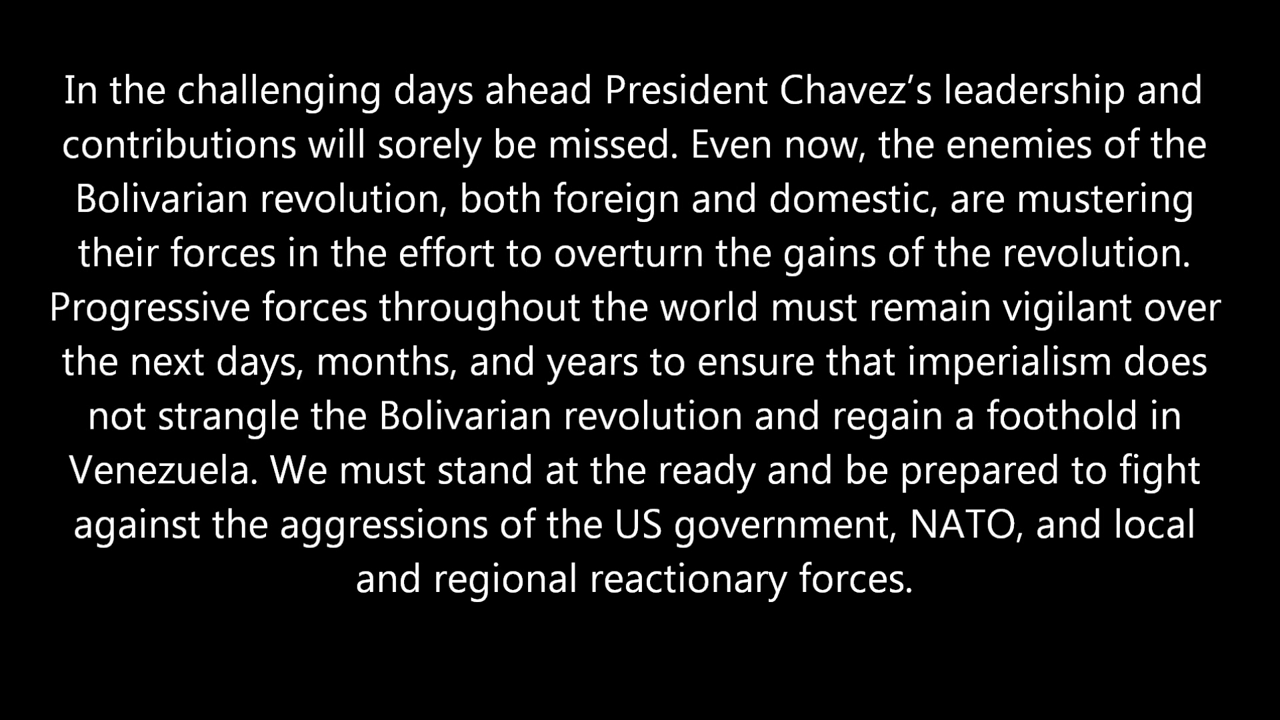 In the challenging days ahead President Chavez’s leadership and
contributions will sorely be missed. Even now, the enemies of the
Bolivarian revolution, both foreign and domestic, are mustering
their forces in the effort to overturn the gains of the revolution.
Progressive forces throughout the world must remain vigilant over
the next days, months, and years to ensure that imperialism does
not strangle the Bolivarian revolution and regain a foothold in
Venezuela. We must stand at the ready and be prepared to fight
against the aggressions of the US government, NATO, and local
and regional reactionary forces.